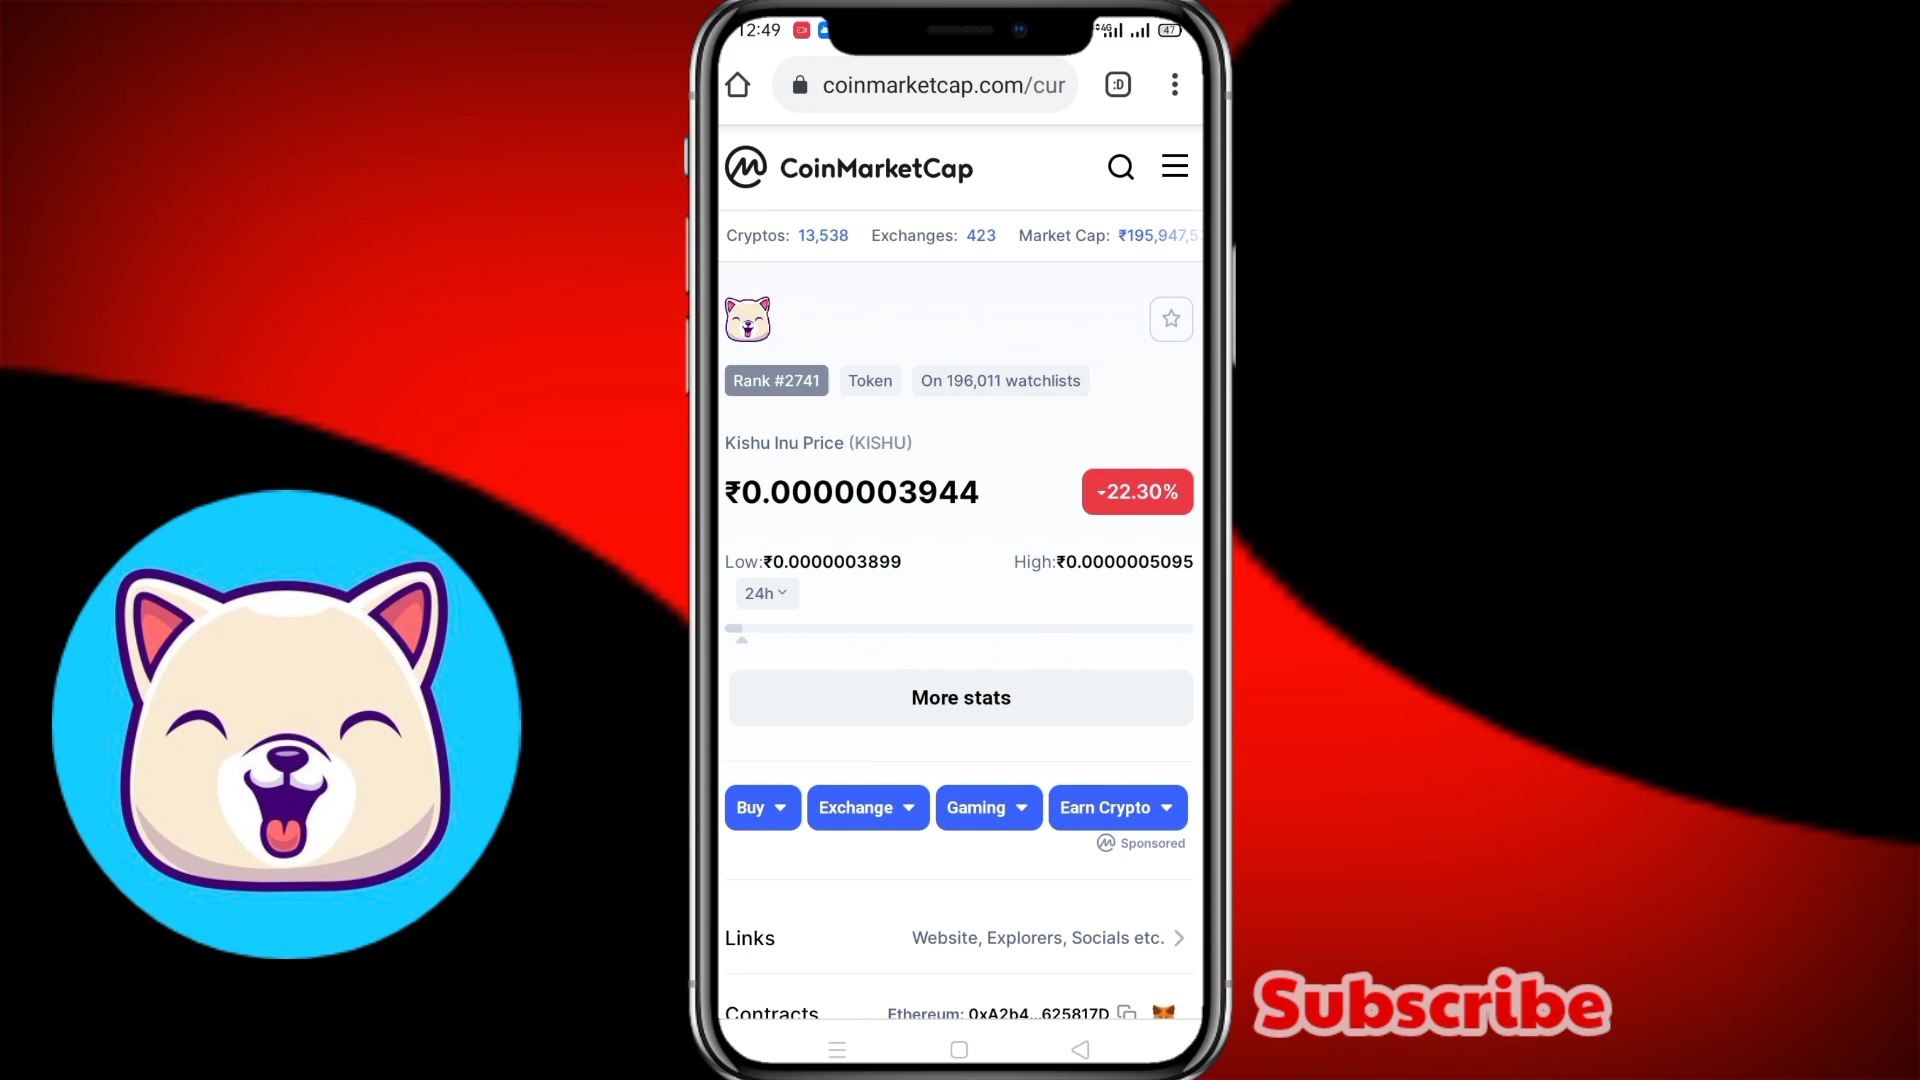 12:49
4G
47
coinmarketcap.com/cur
:D
CoinMarketCap
Cryptos: 13,538 Exchanges: 423 Market Cap: ₹195,947,5
Rank #2741 Token On 196,011 watchlists
Kishu Inu Price (KISHU)
₹0.0000003944 22.30%
Low:₹0.0000003899 High:₹0.0000005095
24h
More stats
Buy Exchange Gaming Earn Crypto
Sponsored
Links Website, Explorers, Socials etc.
Contracts Ethereum: 0xA2b4...625817D
Subscribe